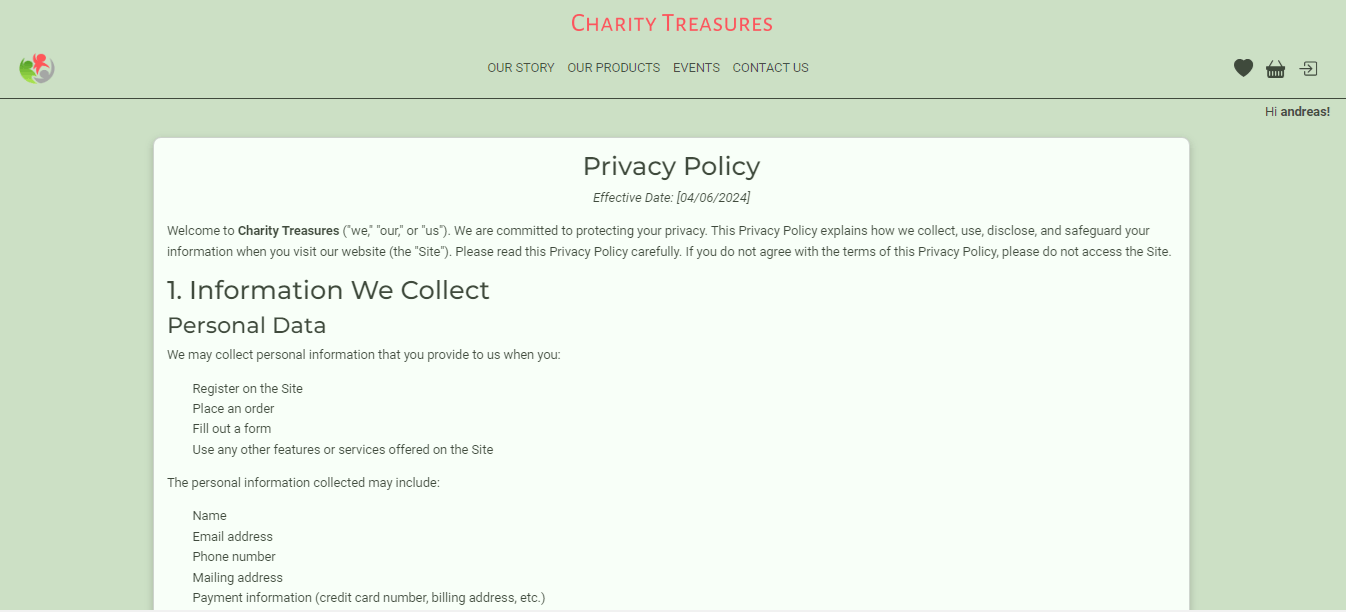 Charity Treasures
OUR STORY OUR PRODUCTS EVENTS CONTACT US
Hi andreas!
Privacy Policy
Effective Date: [04/06/2024]
Welcome to Charity Treasures ("we," "our," or "us"). We are committed to protecting your privacy. This Privacy Policy explains how we collect, use, disclose, and safeguard your
information when you visit our website (the "Site"). Please read this Privacy Policy carefully. If you do not agree with the terms of this Privacy Policy, please do not access the Site.
1. Information We Collect
Personal Data
We may collect personal information that you provide to us when you:
Register on the Site
Place an order
Fill out a form
Use any other features or services offered on the Site
The personal information collected may include:
Name
Email address
Phone number
Mailing address
Payment information (credit card number, billing address, etc.)